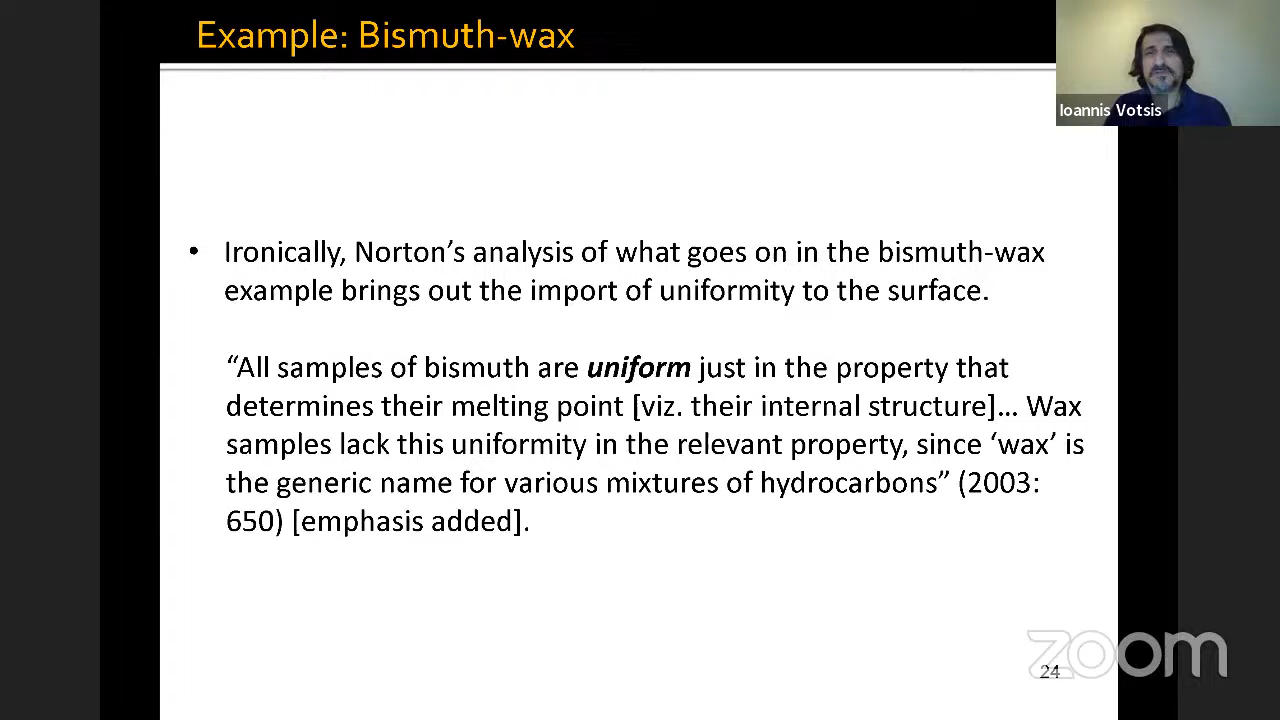 Example: Bismuth-wax
Ioannis Votsis
• Ironically, Norton’s analysis of what goes on in the bismuth-wax
example brings out the import of uniformity to the surface.
“All samples of bismuth are uniform just in the property that
determines their melting point [viz. their internal structure]… Wax
samples lack this uniformity in the relevant property, since ‘wax’ is
the generic name for various mixtures of hydrocarbons” (2003:
650) [emphasis added].
zoom
24